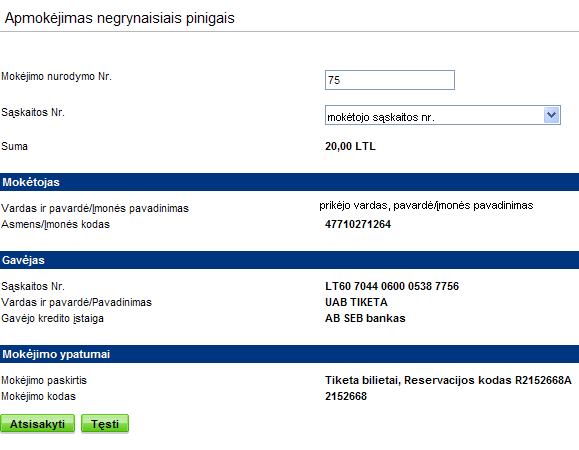 Apmokėjimas negrynaisiais pinigais
Mokėjimo nurodymo Nr. 75
Sąskaitos Nr. mokėtojo sąskaitos nr.
Suma 20,00 LTL
Mokėtojas
Vardas ir pavardė/Įmonės pavadinimas prikėjo vardas, pavardė/įmonės pavadinimas
Asmens/Įmonės kodas 47710271264
Gavėjas
Sąskaitos Nr. LT60 7044 0600 0538 7756
Vardas ir pavardė/Pavadinimas UAB TIKETA
Gavėjo kredito įstaiga AB SEB bankas
Mokėjimo ypatumai
Mokėjimo paskirtis Tiketa bilietai, Reservacijos kodas R2152668A
Mokėjimo kodas 2152668
Atsisakyti Tęsti